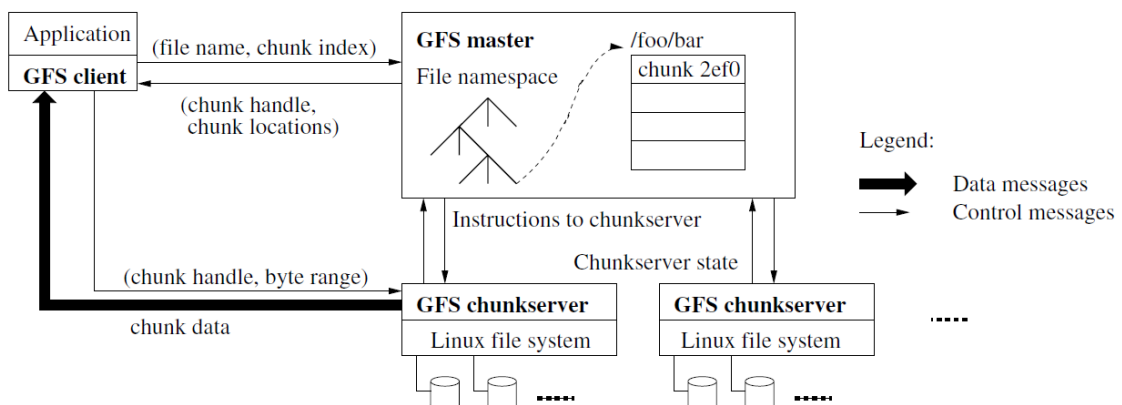 Application
GFS client
(file name, chunk index)
(chunk handle,
chunk locations)
GFS master
File namespace
/foo/bar
chunk 2ef0
Legend:
Data messages
Control messages
Instructions to chunkserver
Chunkserver state
(chunk handle, byte range)
chunk data
GFS chunkserver
Linux file system
GFS chunkserver
Linux file system